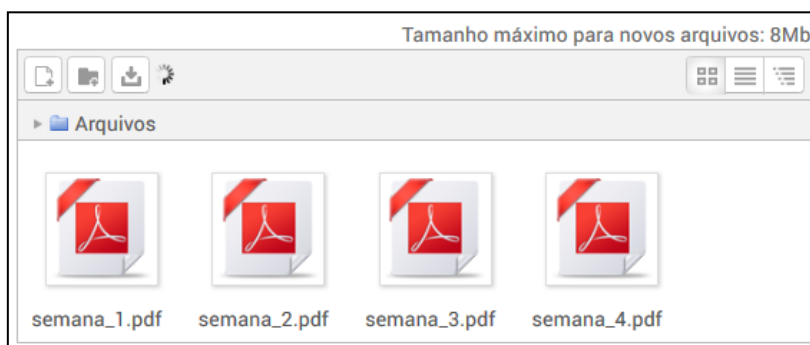 Tamanho máximo para novos arquivos: 8Mb
Arquivos
semana_1.pdf semana_2.pdf semana_3.pdf semana_4.pdf